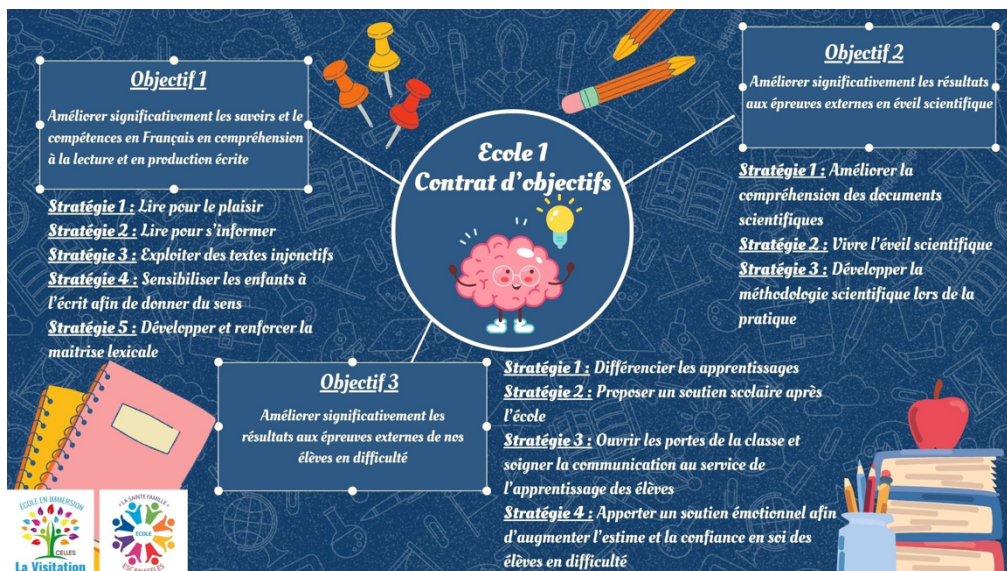 Objectif 1
Améliorer significativement les savoirs et le
compétences en Français en compréhension
à la lecture et en production écrite
Stratégie 1 : Lire pour le plaisir
Stratégie 2 : Lire pour s'informer
Stratégie 3 : Exploiter des textes injonctifs
Stratégie 4 : Sensibiliser les enfants à
l'écrit afin de donner du sens
Stratégie 5 : Développer et renforcer la
maitrise lexicale
Ecole 1
Contrat d'objectifs
Objectif 2
Améliorer significativement les résultats
aux épreuves externes en éveil scientifique
Stratégie 1 : Améliorer la
compréhension des documents
scientifiques
Stratégie 2 : Vivre l'éveil scientifique
Stratégie 3 : Développer la
méthodologie scientifique lors de la
pratique
Objectif 3
Améliorer significativement les
résultats aux épreuves externes de nos
élèves en difficulté
Stratégie 1 : Différencier les apprentissages
Stratégie 2 : Proposer un soutien scolaire après
l'école
Stratégie 3 : Ouvrir les portes de la classe et
soigner la communication au service de
l'apprentissage des élèves
Stratégie 4 : Apporter un soutien émotionnel afin
d'augmenter l'estime et la confiance en soi des
élèves en difficulté
ÉCOLE EN IMMERSION
CELLES
La Visitation
LA SAINTE FAMILLE
ECOLE
ESCANAFFLES